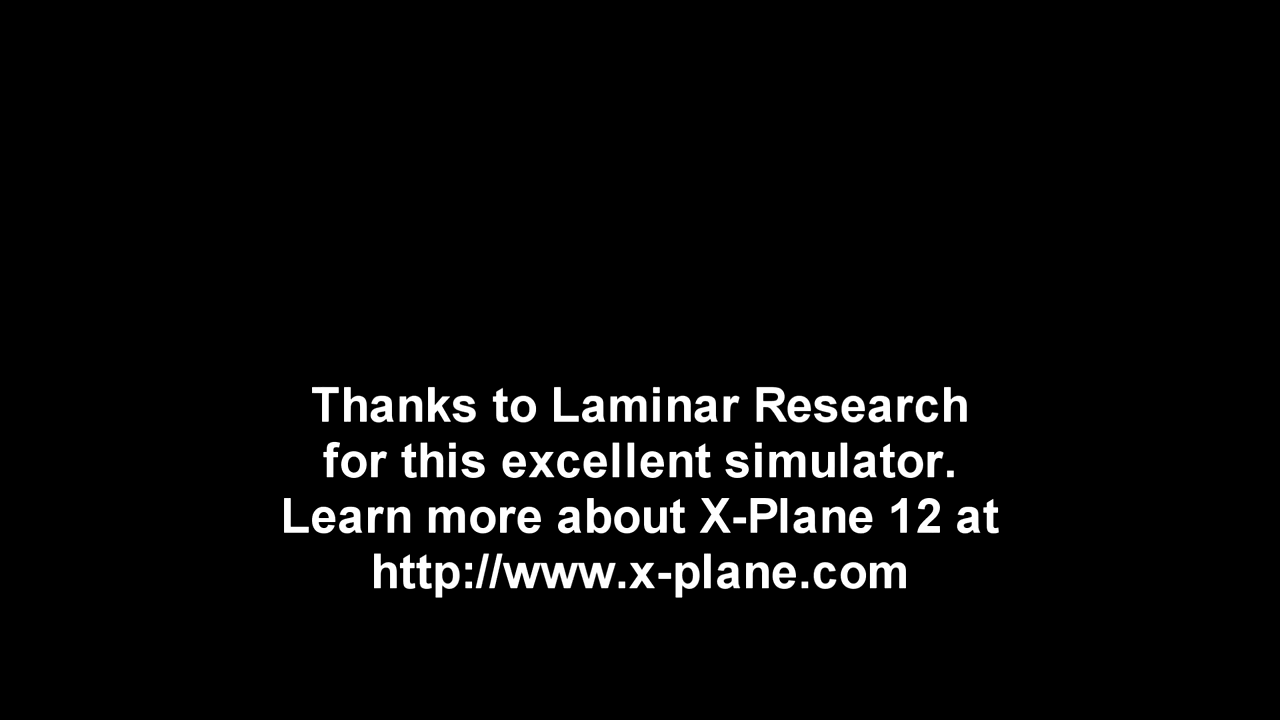 Thanks to Laminar Research
for this excellent simulator.
Learn more about X-Plane 12 at
http://www.x-plane.com